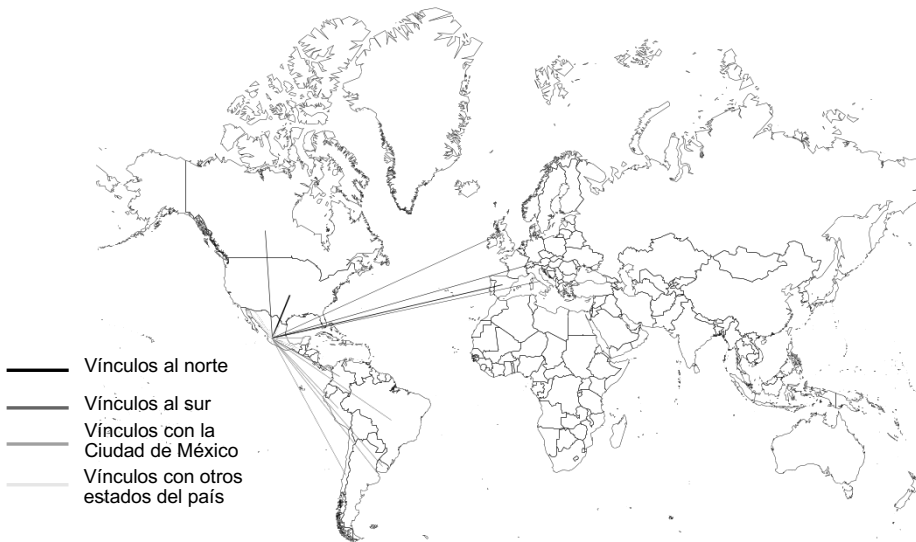 Vínculos al norte
Vínculos al sur
Vínculos con la
Ciudad de México
Vínculos con otros
estados del país